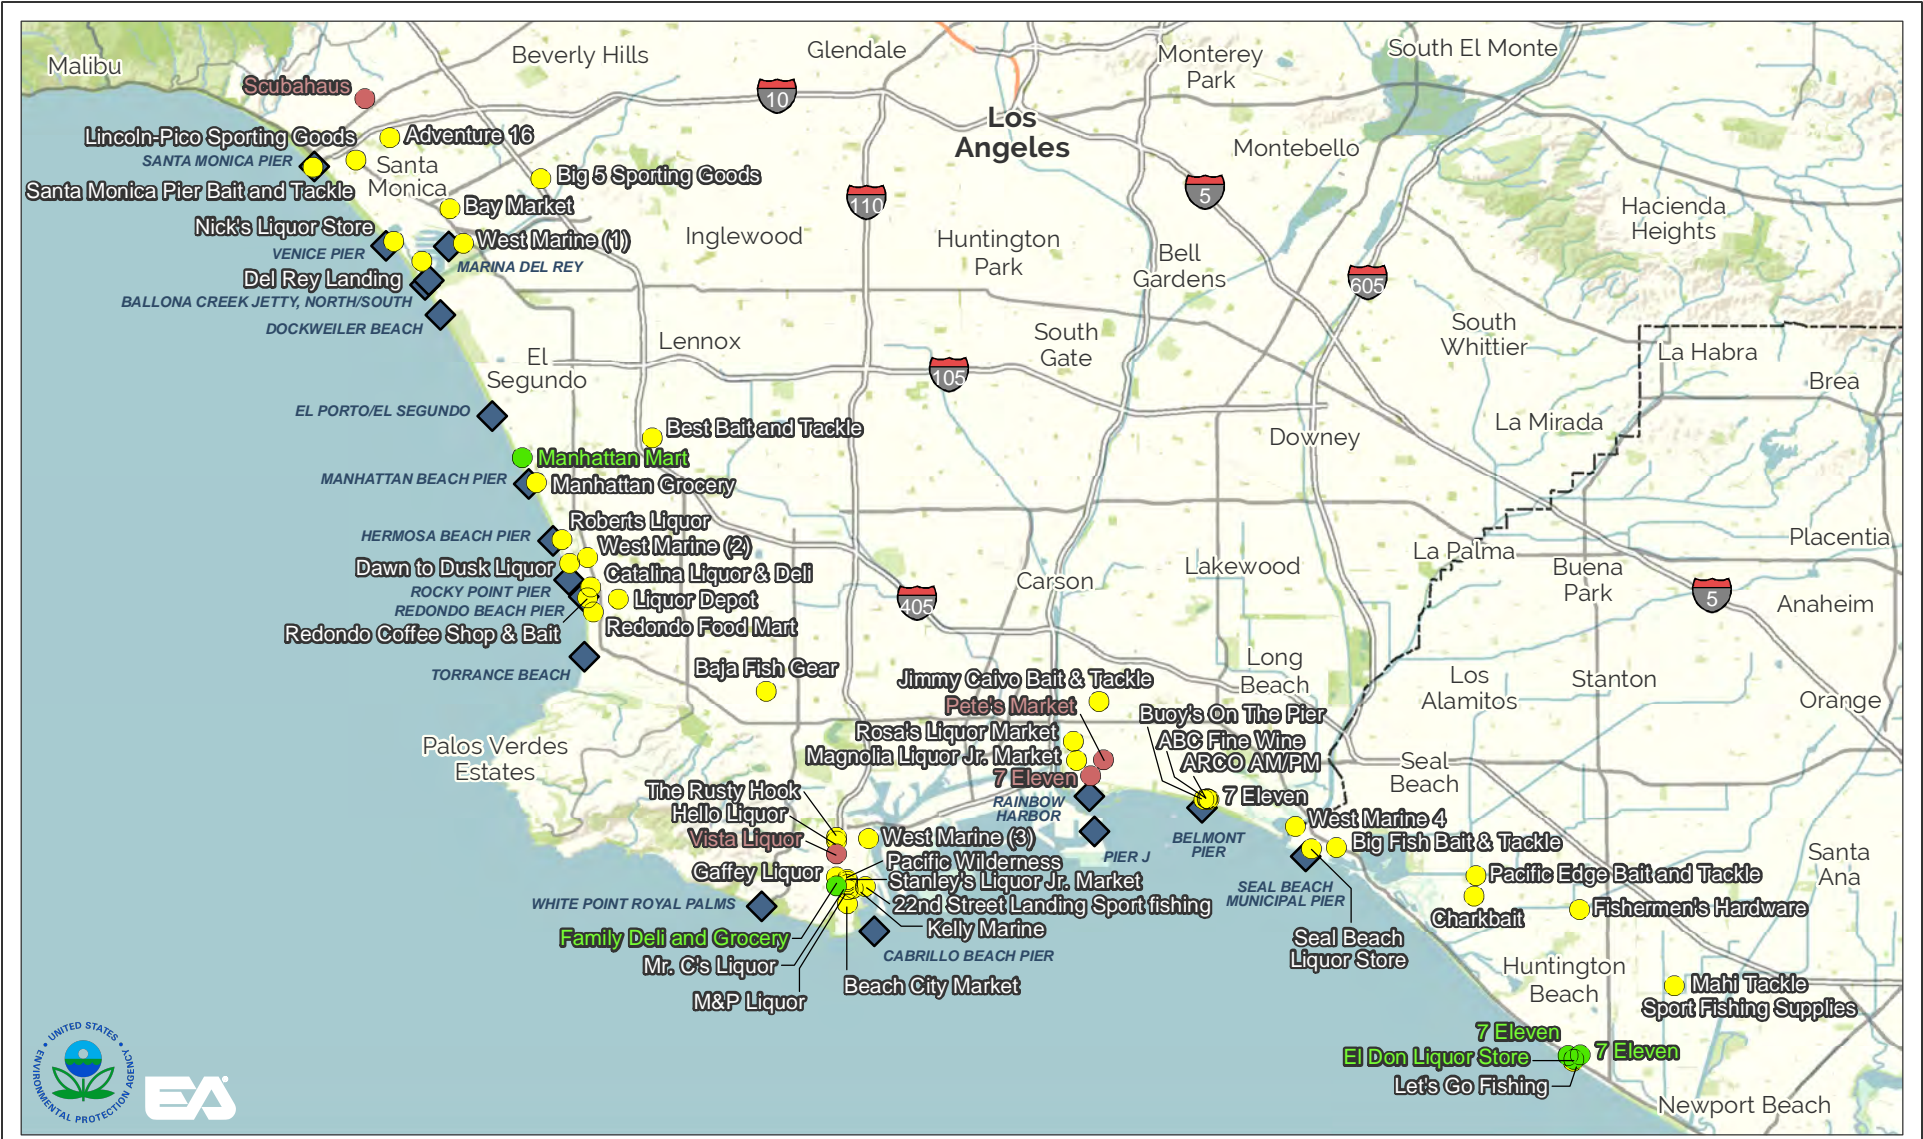 Malibu
Beverly Hills
Glendale
Monterey
Park
South El Monte
Scubahaus
10
Los
Angeles
Lincoln-Pico Sporting Goods
Adventure 16
Montebello
SANTA MONICA PIER
Santa
Monica
Santa Monica Pier Bait and Tackle
Big 5 Sporting Goods
110
5
Bay Market
Hacienda
Heights
Nick's Liquor Store
VENICE PIER
West Marine (1)
Inglewood
Huntington
Park
Bell
Gardens
MARINA DEL REY
Del Rey Landing
605
BALLONA CREEK JETTY, NORTH/SOUTH
DOCKWEILER BEACH
Lennox
South
Gate
South
Whittier
La Habra
El
Segundo
105
Brea
EL PORTO/EL SEGUNDO
Best Bait and Tackle
La Mirada
Downey
Manhattan Mart
MANHATTAN BEACH PIER
Manhattan Grocery
Roberts Liquor
HERMOSA BEACH PIER
West Marine (2)
Placentia
La Palma
Dawn to Dusk Liquor
Catalina Liquor & Deli
Carson
Lakewood
Buena
Park
ROCKY POINT PIER
Liquor Depot
405
5
Anaheim
REDONDO BEACH PIER
Redondo Coffee Shop & Bait
Redondo Food Mart
TORRANCE BEACH
Baja Fish Gear
Long
Beach
Los
Alamitos
Stanton
Orange
Jimmy Caivo Bait & Tackle
Pete's Market
Buoy's On The Pier
Rosa's Liquor Market
ABC Fine Wine
Palos Verdes
Estates
Magnolia Liquor Jr. Market
ARCO AM/PM
Seal
Beach
7 Eleven
The Rusty Hook
RAINBOW
HARBOR
7 Eleven
Hello Liquor
West Marine 4
Vista Liquor
West Marine (3)
BELMONT
PIER
Big Fish Bait & Tackle
PIER J
Pacific Wilderness
Gaffey Liquor
Stanley's Liquor Jr. Market
Santa
Ana
Pacific Edge Bait and Tackle
SEAL BEACH
MUNICIPAL PIER
WHITE POINT ROYAL PALMS
22nd Street Landing Sport fishing
Charkbait
Fishermen's Hardware
Kelly Marine
Family Deli and Grocery
Seal Beach
Liquor Store
CABRILLO BEACH PIER
Mr. C's Liquor
Huntington
Beach
Beach City Market
M&P Liquor
Mahi Tackle
Sport Fishing Supplies
7 Eleven
7 Eleven
El Don Liquor Store
Let's Go Fishing
Newport Beach
UNITED STATES
ENVIRONMENTAL PROTECTION AGENCY
EA